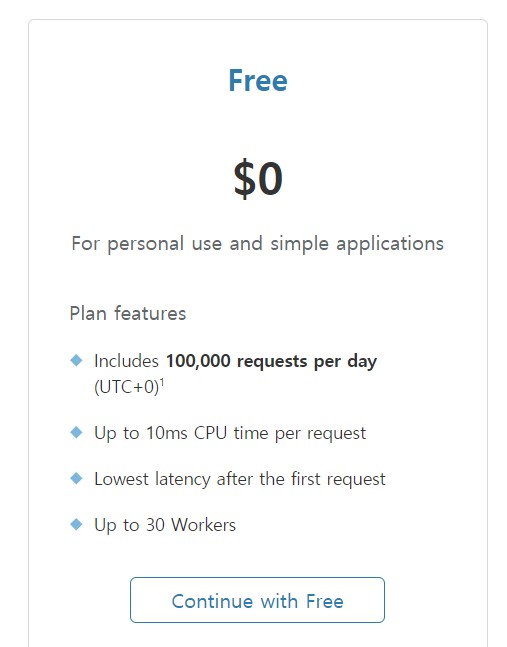 Free
$0
For personal use and simple applications
Plan features
Includes 100,000 requests per day
(UTC+0)¹
Up to 10ms CPU time per request
Lowest latency after the first request
Up to 30 Workers
Continue with Free